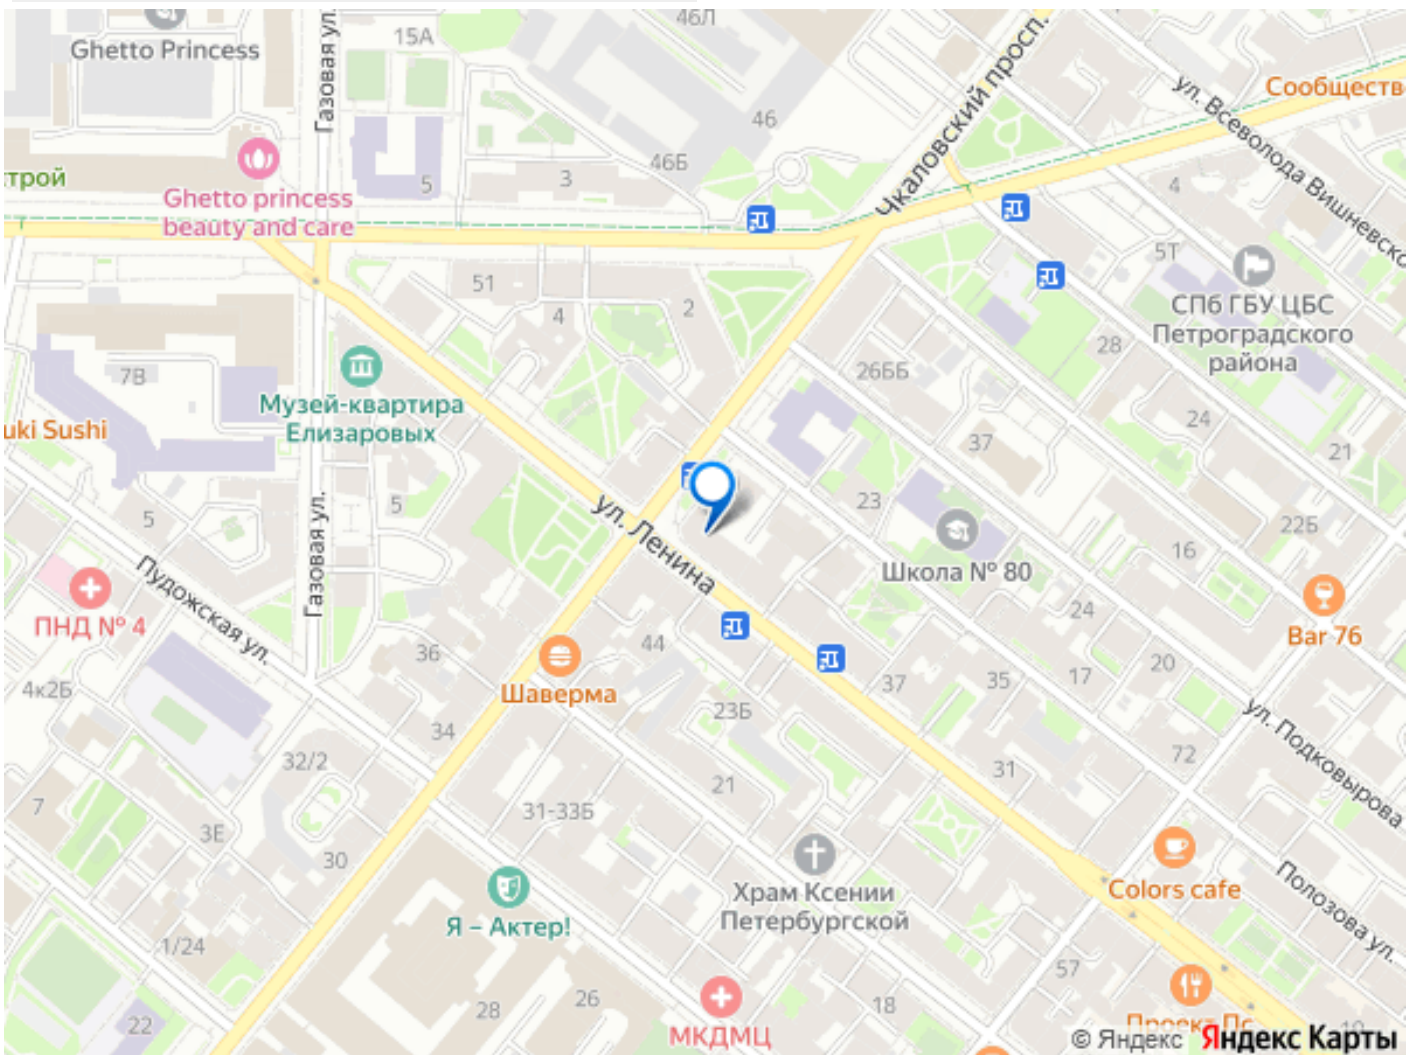 46Л
15А
Ghetto Princess
Газовая ул.
Чкаловский просп.
ул. Всеволода Вишневско
Сообществ
46
46Б
трой
5
3
4
Ghetto princess
beauty and care
51
2
4
5Т
СПб ГБУ ЦБС
Петроградского
района
28
7В
26ББ
Музей-квартира
Елизаровых
uki Sushi
24
37
21
5
5
Газовая ул.
ул. Ленина
23
22Б
16
Школа № 80
Пудожская ул.
ПНД № 4
24
Bar 76
36
44
20
17
4к2Б
Шаверма
37
35
23Б
ул. Подковырова
34
32/2
72
31
21
7
31-33Б
3Е
30
Colors cafe
Полозова ул.
Храм Ксении
Петербургской
Я – Актер!
1/24
57
28
26
18
22
МКДМЦ
Проект Пс
19
© Яндекс Яндекс Карты